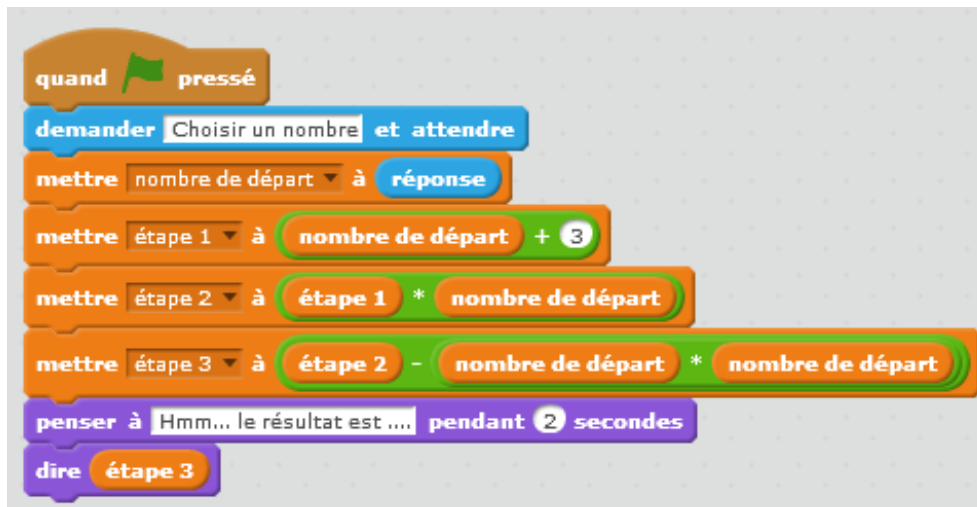 quand pressé
demander Choisir un nombre et attendre
mettre nombre de départ à réponse
mettre étape 1 à nombre de départ + 3
mettre étape 2 à étape 1 * nombre de départ
mettre étape 3 à étape 2 - nombre de départ * nombre de départ
penser à Hmm... le résultat est .... pendant 2 secondes
dire étape 3